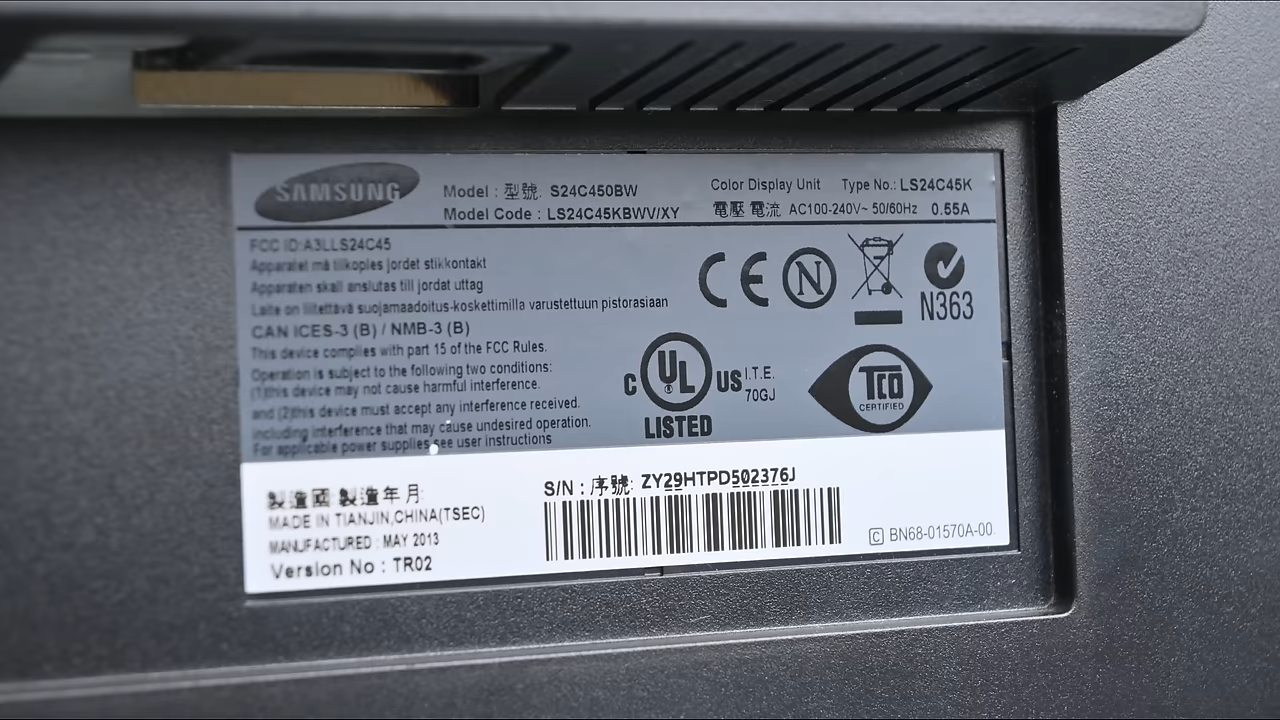 SAMSUNG
Model : 型號. S24C450BW
Model Code : LS24C45KBWV/XY
Color Display Unit Type No.: LS24C45K
電壓 電流 AC100-240V~ 50/60Hz 0.55A
FCC ID:A3LLS24C45
Apparatet må tilkoples jordet stikkontakt
Apparaten skall anslutas till jordat uttag
Laite on liitettävä suojamaadoitus-koskettimilla varustettuun pistorasiaan
CAN ICES-3 (B) / NMB-3 (B)
This device complies with part 15 of the FCC Rules.
Operation is subject to the following two conditions:
(1)this device may not cause harmful interference.
and (2)this device must accept any interference received.
including interference that may cause undesired operation.
For applicable power supplies see user instructions
CE
N
N363
C UL ® US
LISTED
I.T.E.
70GJ
TCO
CERTIFIED
製造國 製造年月:
MADE IN TIANJIN,CHINA(TSEC)
MANUFACTURED : MAY 2013
Version No : TR02
S/N : 序號: ZY29HTPD502376J
C BN68-01570A-00.